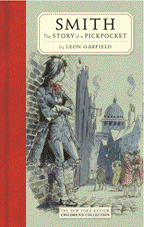 SMITH
The STORY of a PICKPOCKET
by LEON GARFIELD
THE NEW YORK REVIEW
CHILDREN'S COLLECTION